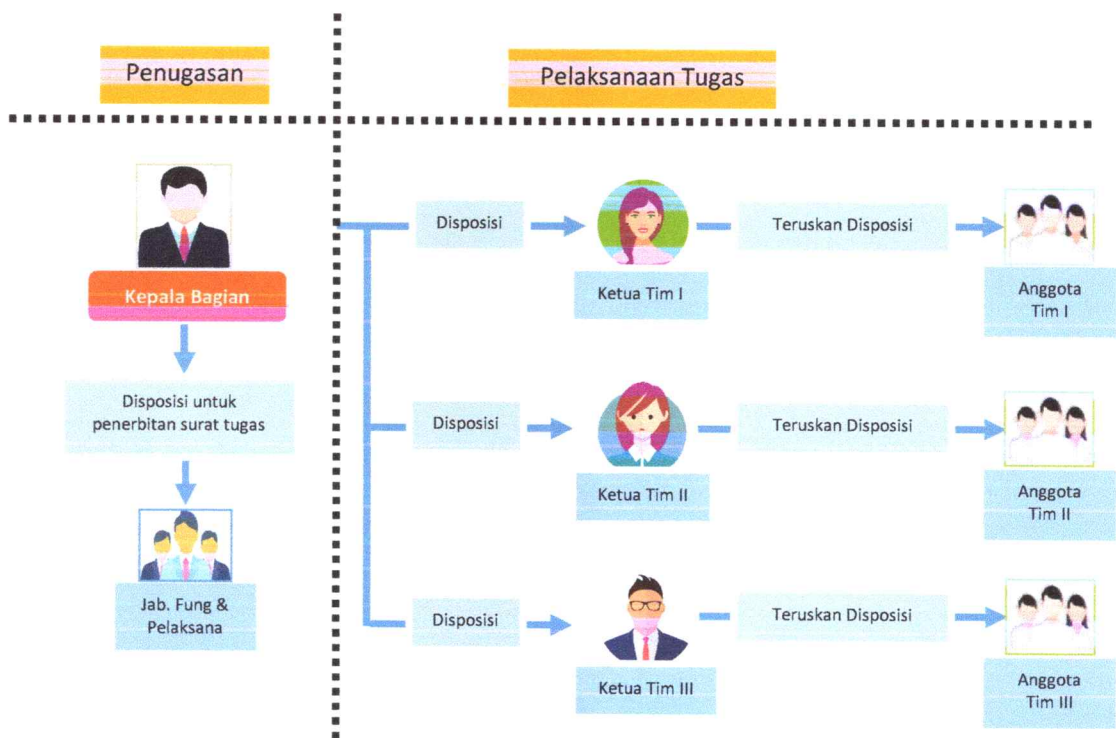 Penugasan
Pelaksanaan Tugas
Kepala Bagian
Disposisi untuk
penerbitan surat tugas
Jab. Fung &
Pelaksana
Disposisi
Ketua Tim I
Teruskan Disposisi
Anggota
Tim I
Disposisi
Ketua Tim II
Teruskan Disposisi
Anggota
Tim II
Disposisi
Ketua Tim III
Teruskan Disposisi
Anggota
Tim III